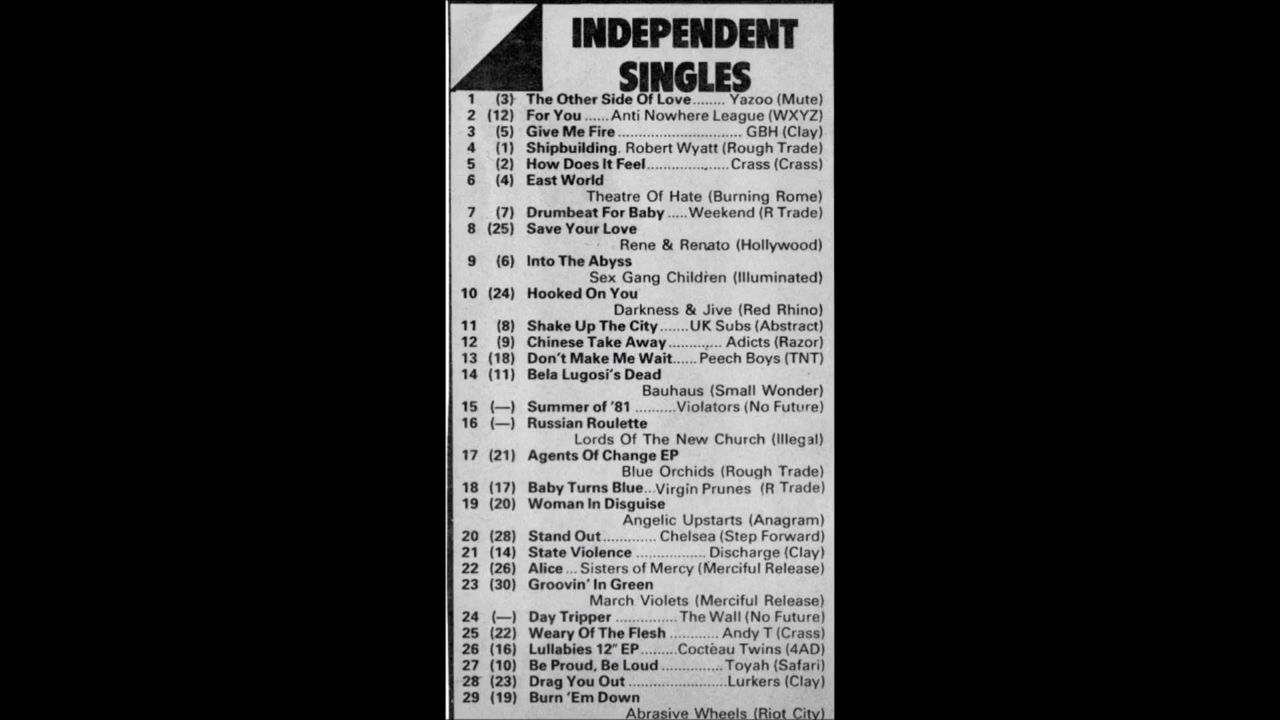 INDEPENDENT
SINGLES
1 (3) The Other Side Of Love........ Yazoo (Mute)
2 (12) For You ......Anti Nowhere League (WXYZ)
3 (5) Give Me Fire ............................... GBH (Clay)
4 (1) Shipbuilding. Robert Wyatt (Rough Trade)
5 (2) How Does It Feel..................... Crass (Crass)
6 (4) East World
Theatre Of Hate (Burning Rome)
7 (7) Drumbeat For Baby .....Weekend (R Trade)
8 (25) Save Your Love
Rene & Renato (Hollywood)
9 (6) Into The Abyss
Sex Gang Children (Illuminated)
10 (24) Hooked On You
Darkness & Jive (Red Rhino)
11 (8) Shake Up The City.......UK Subs (Abstract)
12 (9) Chinese Take Away............. Adicts (Razor)
13 (18) Don't Make Me Wait...... Peech Boys (TNT)
14 (11) Bela Lugosi's Dead
Bauhaus (Small Wonder)
15 (—) Summer of '81 ..........Violators (No Future)
16 (—) Russian Roulette
Lords Of The New Church (Illegal)
17 (21) Agents Of Change EP
Blue Orchids (Rough Trade)
18 (17) Baby Turns Blue...Virgin Prunes (R Trade)
19 (20) Woman In Disguise
Angelic Upstarts (Anagram)
20 (28) Stand Out............. Chelsea (Step Forward)
21 (14) State Violence .................. Discharge (Clay)
22 (26) Alice ... Sisters of Mercy (Merciful Release)
23 (30) Groovin' In Green
March Violets (Merciful Release)
24 (—) Day Tripper ................The Wall (No Future)
25 (22) Weary Of The Flesh ............ Andy T (Crass)
26 (16) Lullabies 12" EP.........Cocteau Twins (4AD)
27 (10) Be Proud, Be Loud ............... Toyah (Safari)
28 (23) Drag You Out .........................Lurkers (Clay)
29 (19) Burn 'Em Down
Abrasive Wheels (Riot City)